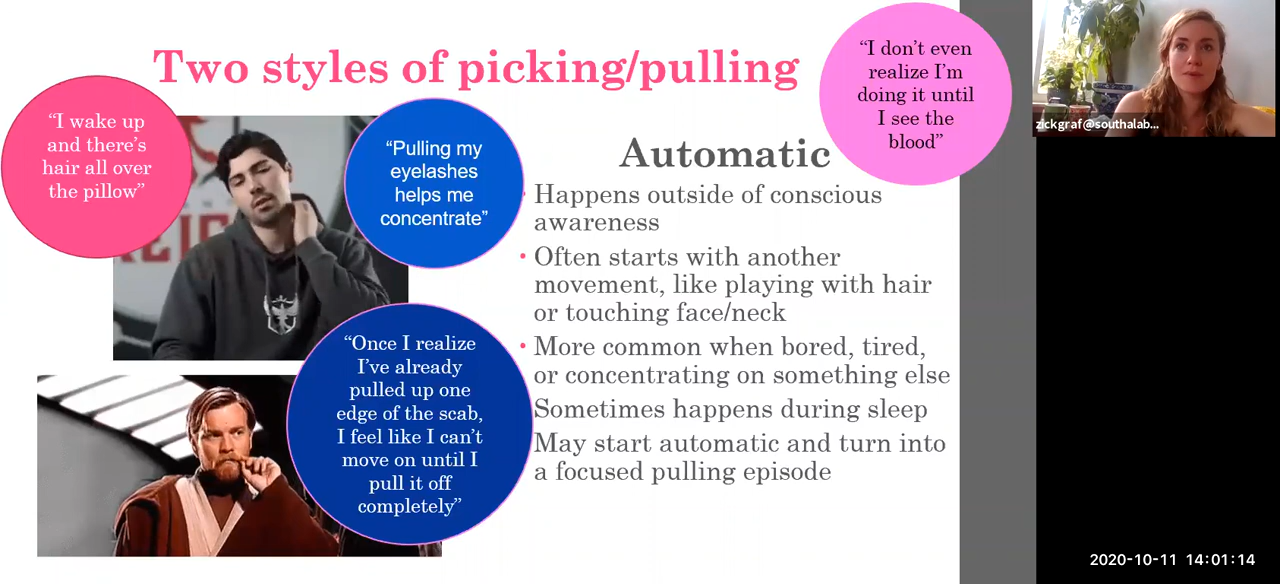 Two styles of picking/pulling
“I wake up
and there’s
hair all over
the pillow”
“Pulling my
eyelashes
helps me
concentrate”
“I don’t even
realize I’m
doing it until
I see the
blood”
“Once I realize
I’ve already
pulled up one
edge of the scab,
I feel like I can’t
move on until I
pull it off
completely”
Automatic
• Happens outside of conscious
awareness
• Often starts with another
movement, like playing with hair
or touching face/neck
• More common when bored, tired,
or concentrating on something else
Sometimes happens during sleep
May start automatic and turn into
a focused pulling episode
zickgraf@southalab...
2020-10-11 14:01:14